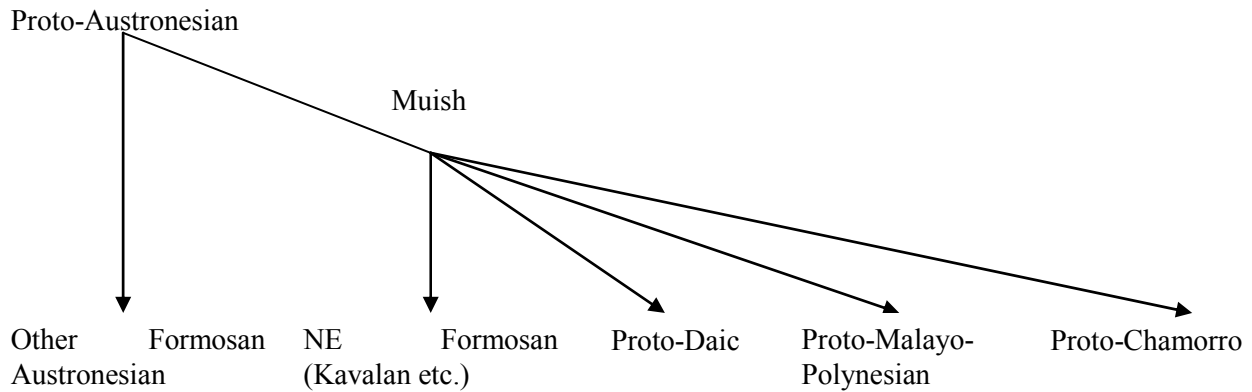 Proto-Austronesian
Muish
Other Formosan
Austronesian
NE Formosan
(Kavalan etc.)
Proto-Daic
Proto-Malayo-
Polynesian
Proto-Chamorro